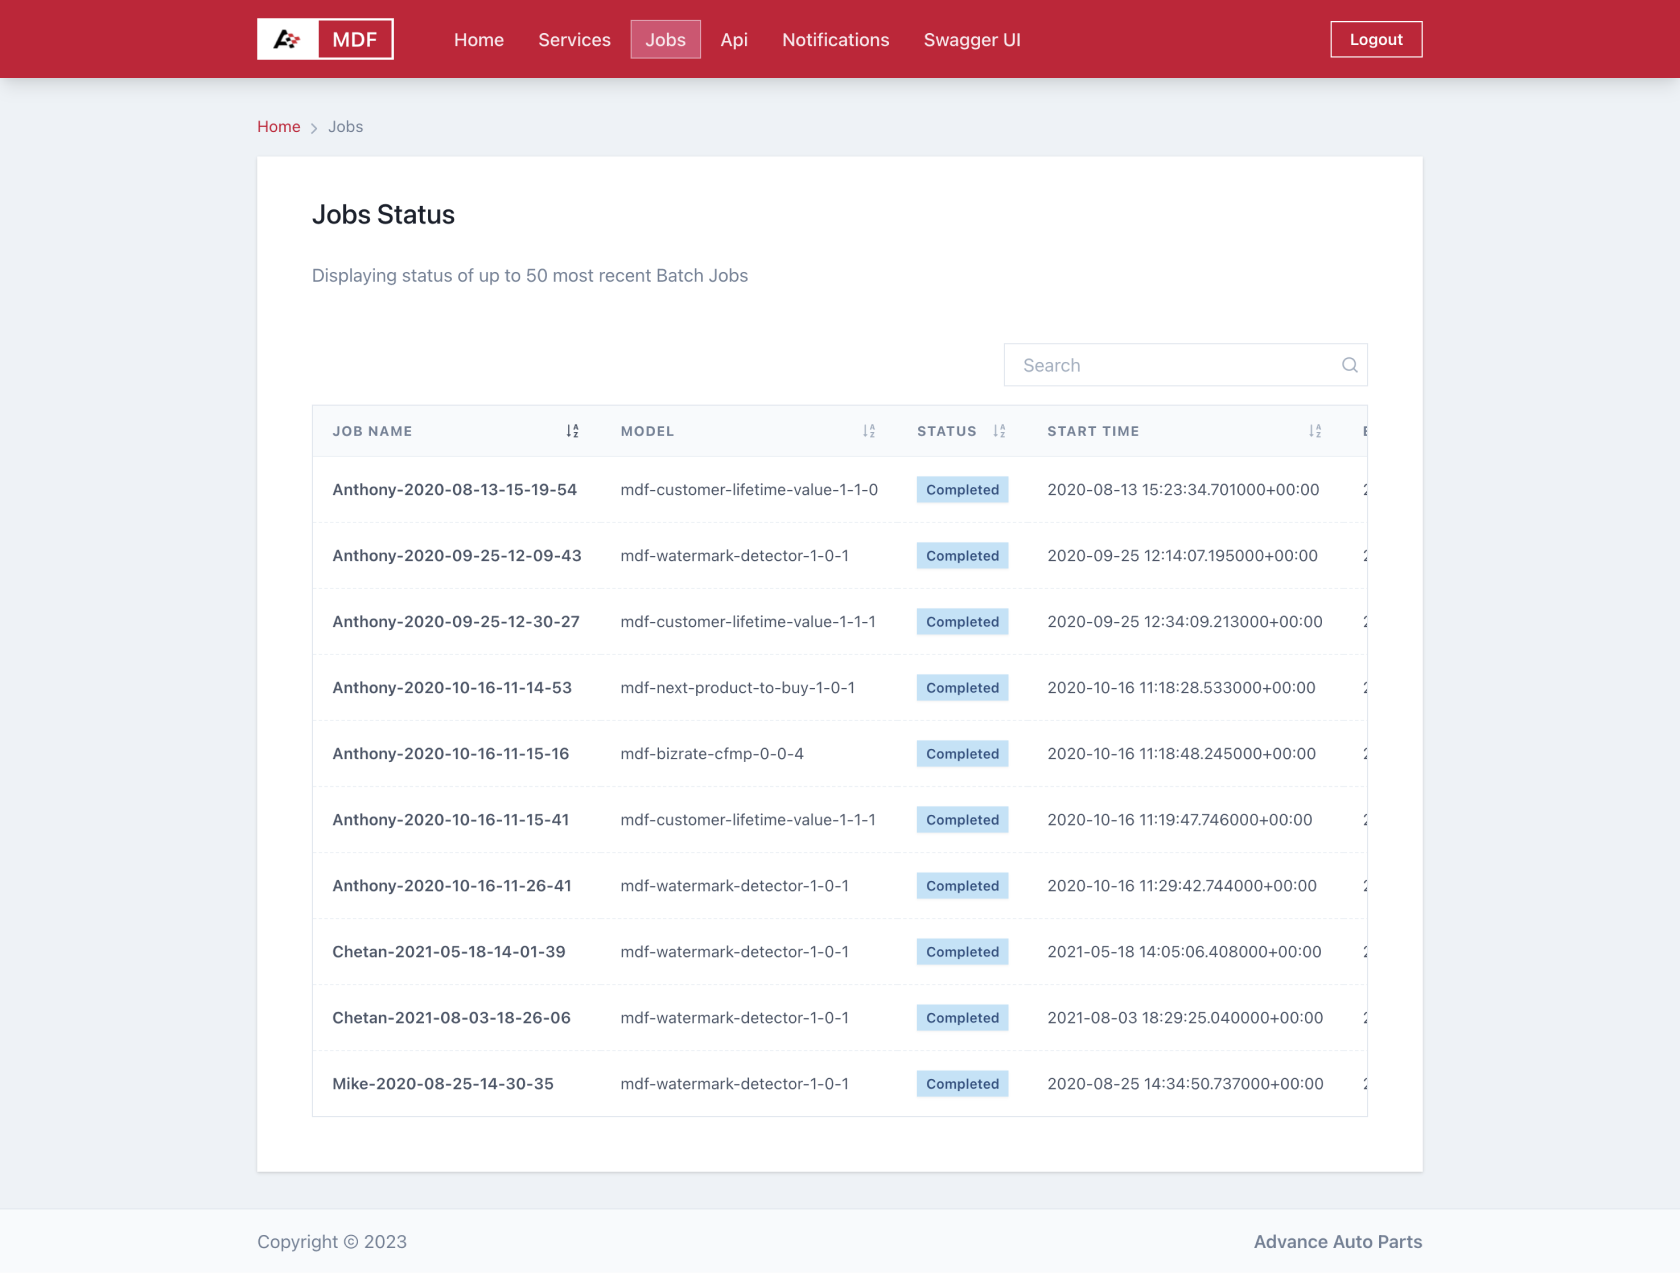 MDF Home Services Jobs Api Notifications Swagger UI Logout
Home > Jobs
Jobs Status
Displaying status of up to 50 most recent Batch Jobs
Search
JOB NAME MODEL STATUS START TIME
Anthony-2020-08-13-15-19-54 mdf-customer-lifetime-value-1-1-0 Completed 2020-08-13 15:23:34.701000+00:00
Anthony-2020-09-25-12-09-43 mdf-watermark-detector-1-0-1 Completed 2020-09-25 12:14:07.195000+00:00
Anthony-2020-09-25-12-30-27 mdf-customer-lifetime-value-1-1-1 Completed 2020-09-25 12:34:09.213000+00:00
Anthony-2020-10-16-11-14-53 mdf-next-product-to-buy-1-0-1 Completed 2020-10-16 11:18:28.533000+00:00
Anthony-2020-10-16-11-15-16 mdf-bizrate-cfmp-0-0-4 Completed 2020-10-16 11:18:48.245000+00:00
Anthony-2020-10-16-11-15-41 mdf-customer-lifetime-value-1-1-1 Completed 2020-10-16 11:19:47.746000+00:00
Anthony-2020-10-16-11-26-41 mdf-watermark-detector-1-0-1 Completed 2020-10-16 11:29:42.744000+00:00
Chetan-2021-05-18-14-01-39 mdf-watermark-detector-1-0-1 Completed 2021-05-18 14:05:06.408000+00:00
Chetan-2021-08-03-18-26-06 mdf-watermark-detector-1-0-1 Completed 2021-08-03 18:29:25.040000+00:00
Mike-2020-08-25-14-30-35 mdf-watermark-detector-1-0-1 Completed 2020-08-25 14:34:50.737000+00:00
Copyright © 2023 Advance Auto Parts